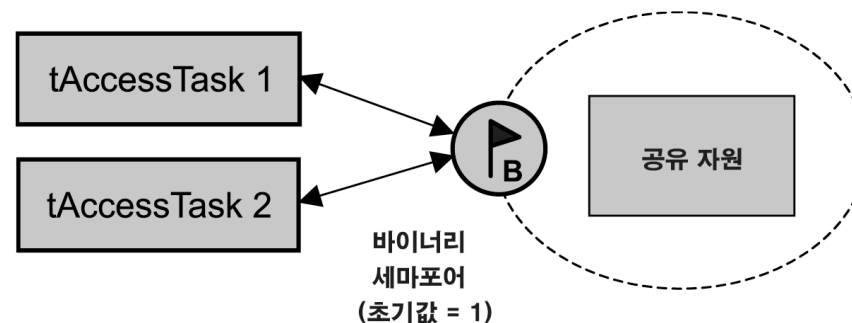 tAccessTask 1
tAccessTask 2
B
바이너리
세마포어
(초기값 = 1)
공유 자원